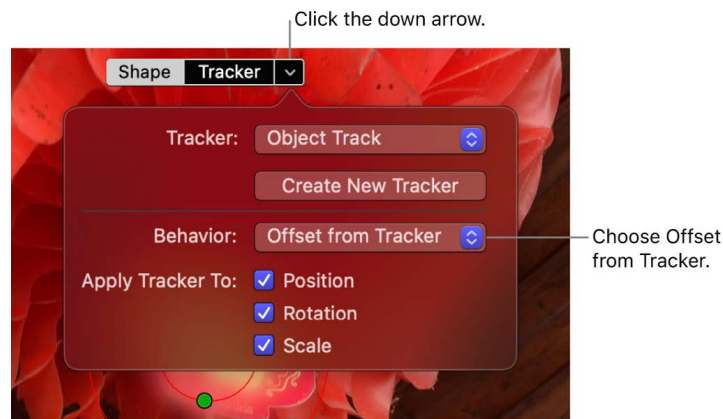 Click the down arrow.
Shape Tracker
Tracker: Object Track
Create New Tracker
Behavior: Offset from Tracker
Choose Offset
from Tracker.
Apply Tracker To: Position
Rotation
Scale